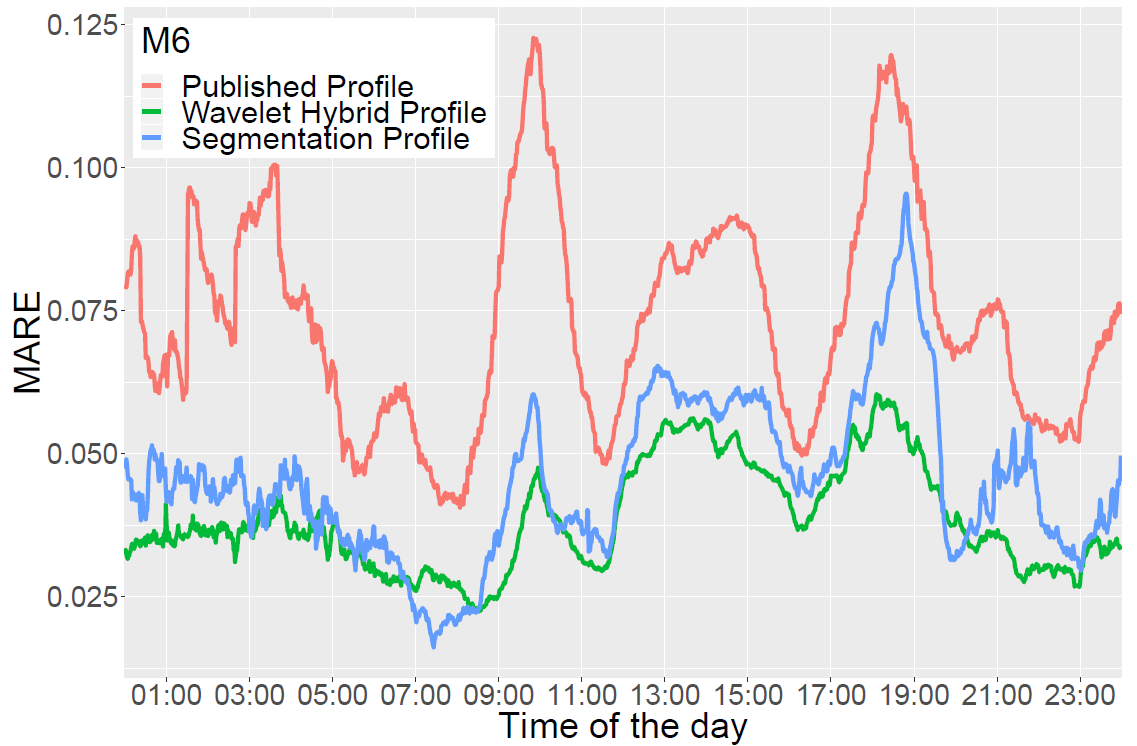 M6
Published Profile
Wavelet Hybrid Profile
Segmentation Profile
MARE
0.125
0.100
0.075
0.050
0.025
01:00 03:00 05:00 07:00 09:00 11:00 13:00 15:00 17:00 19:00 21:00 23:00
Time of the day